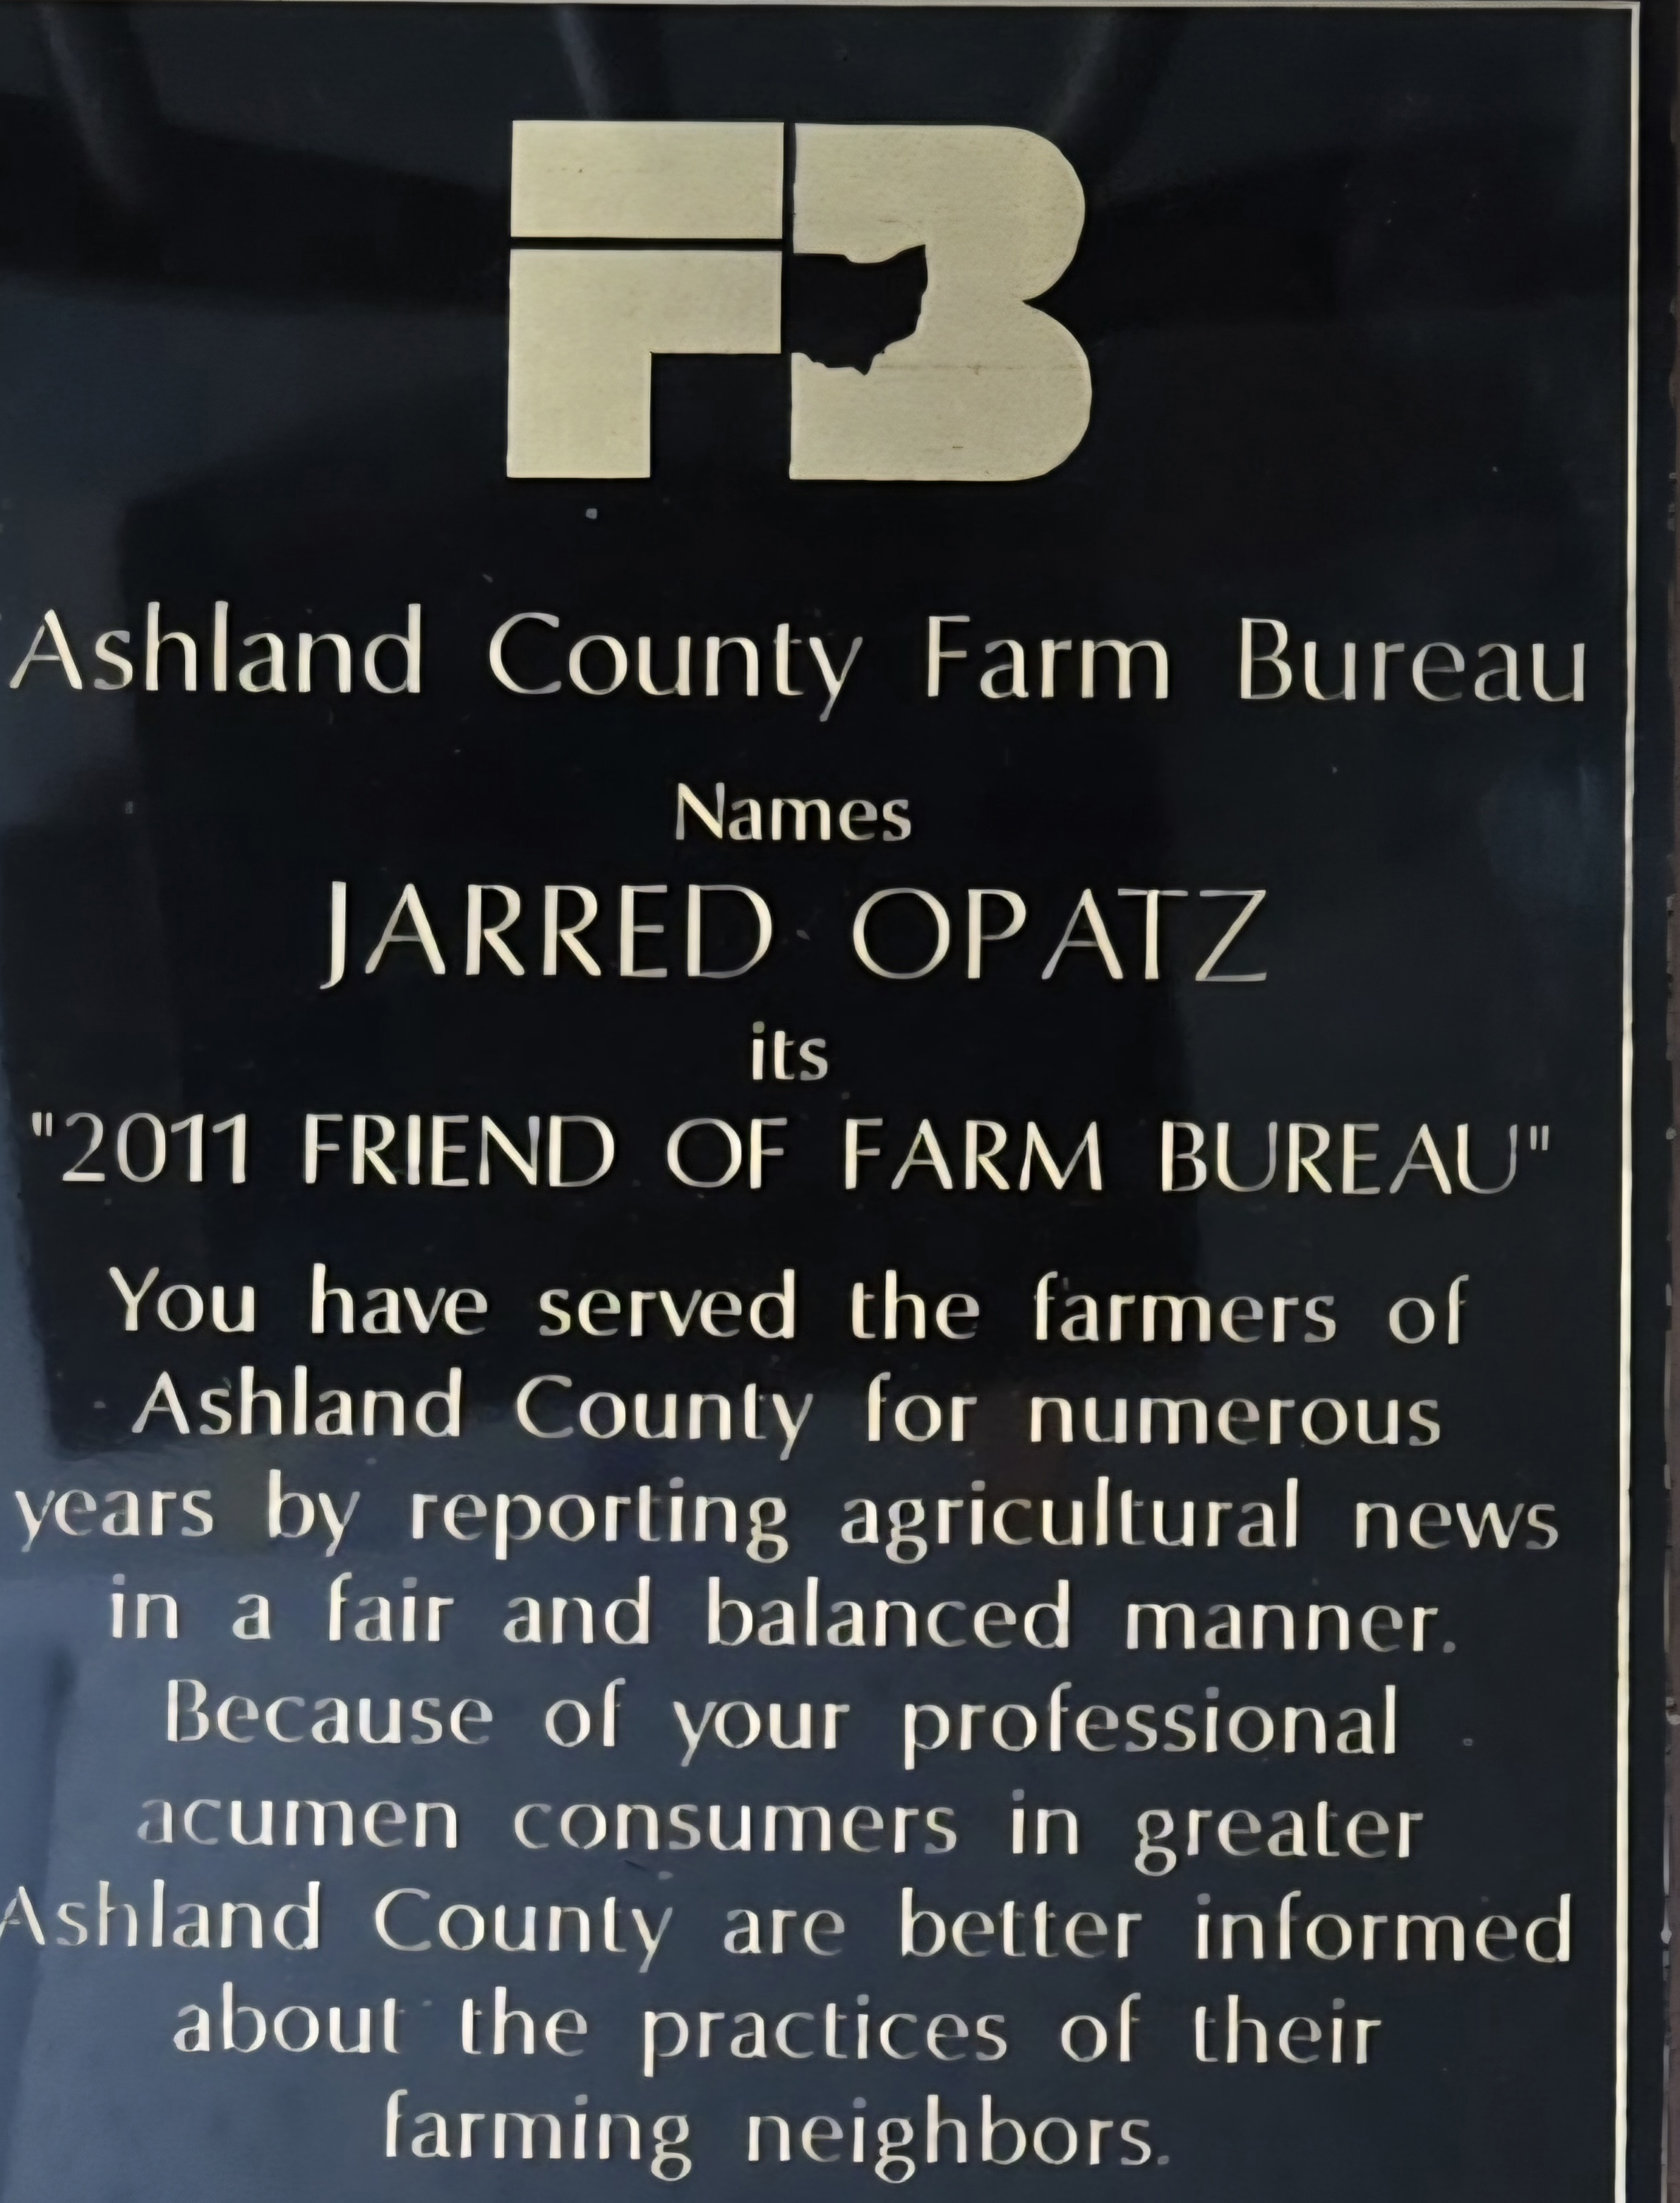 FB
Ashland County Farm Bureau
Names
JARRED OPATZ
its
"2011 FRIEND OF FARM BUREAU"
You have served the farmers of
Ashland County for numerous
years by reporting agricultural news
in a fair and balanced manner.
Because of your professional
acumen consumers in greater
Ashland County are better informed
about the practices of their
farming neighbors.